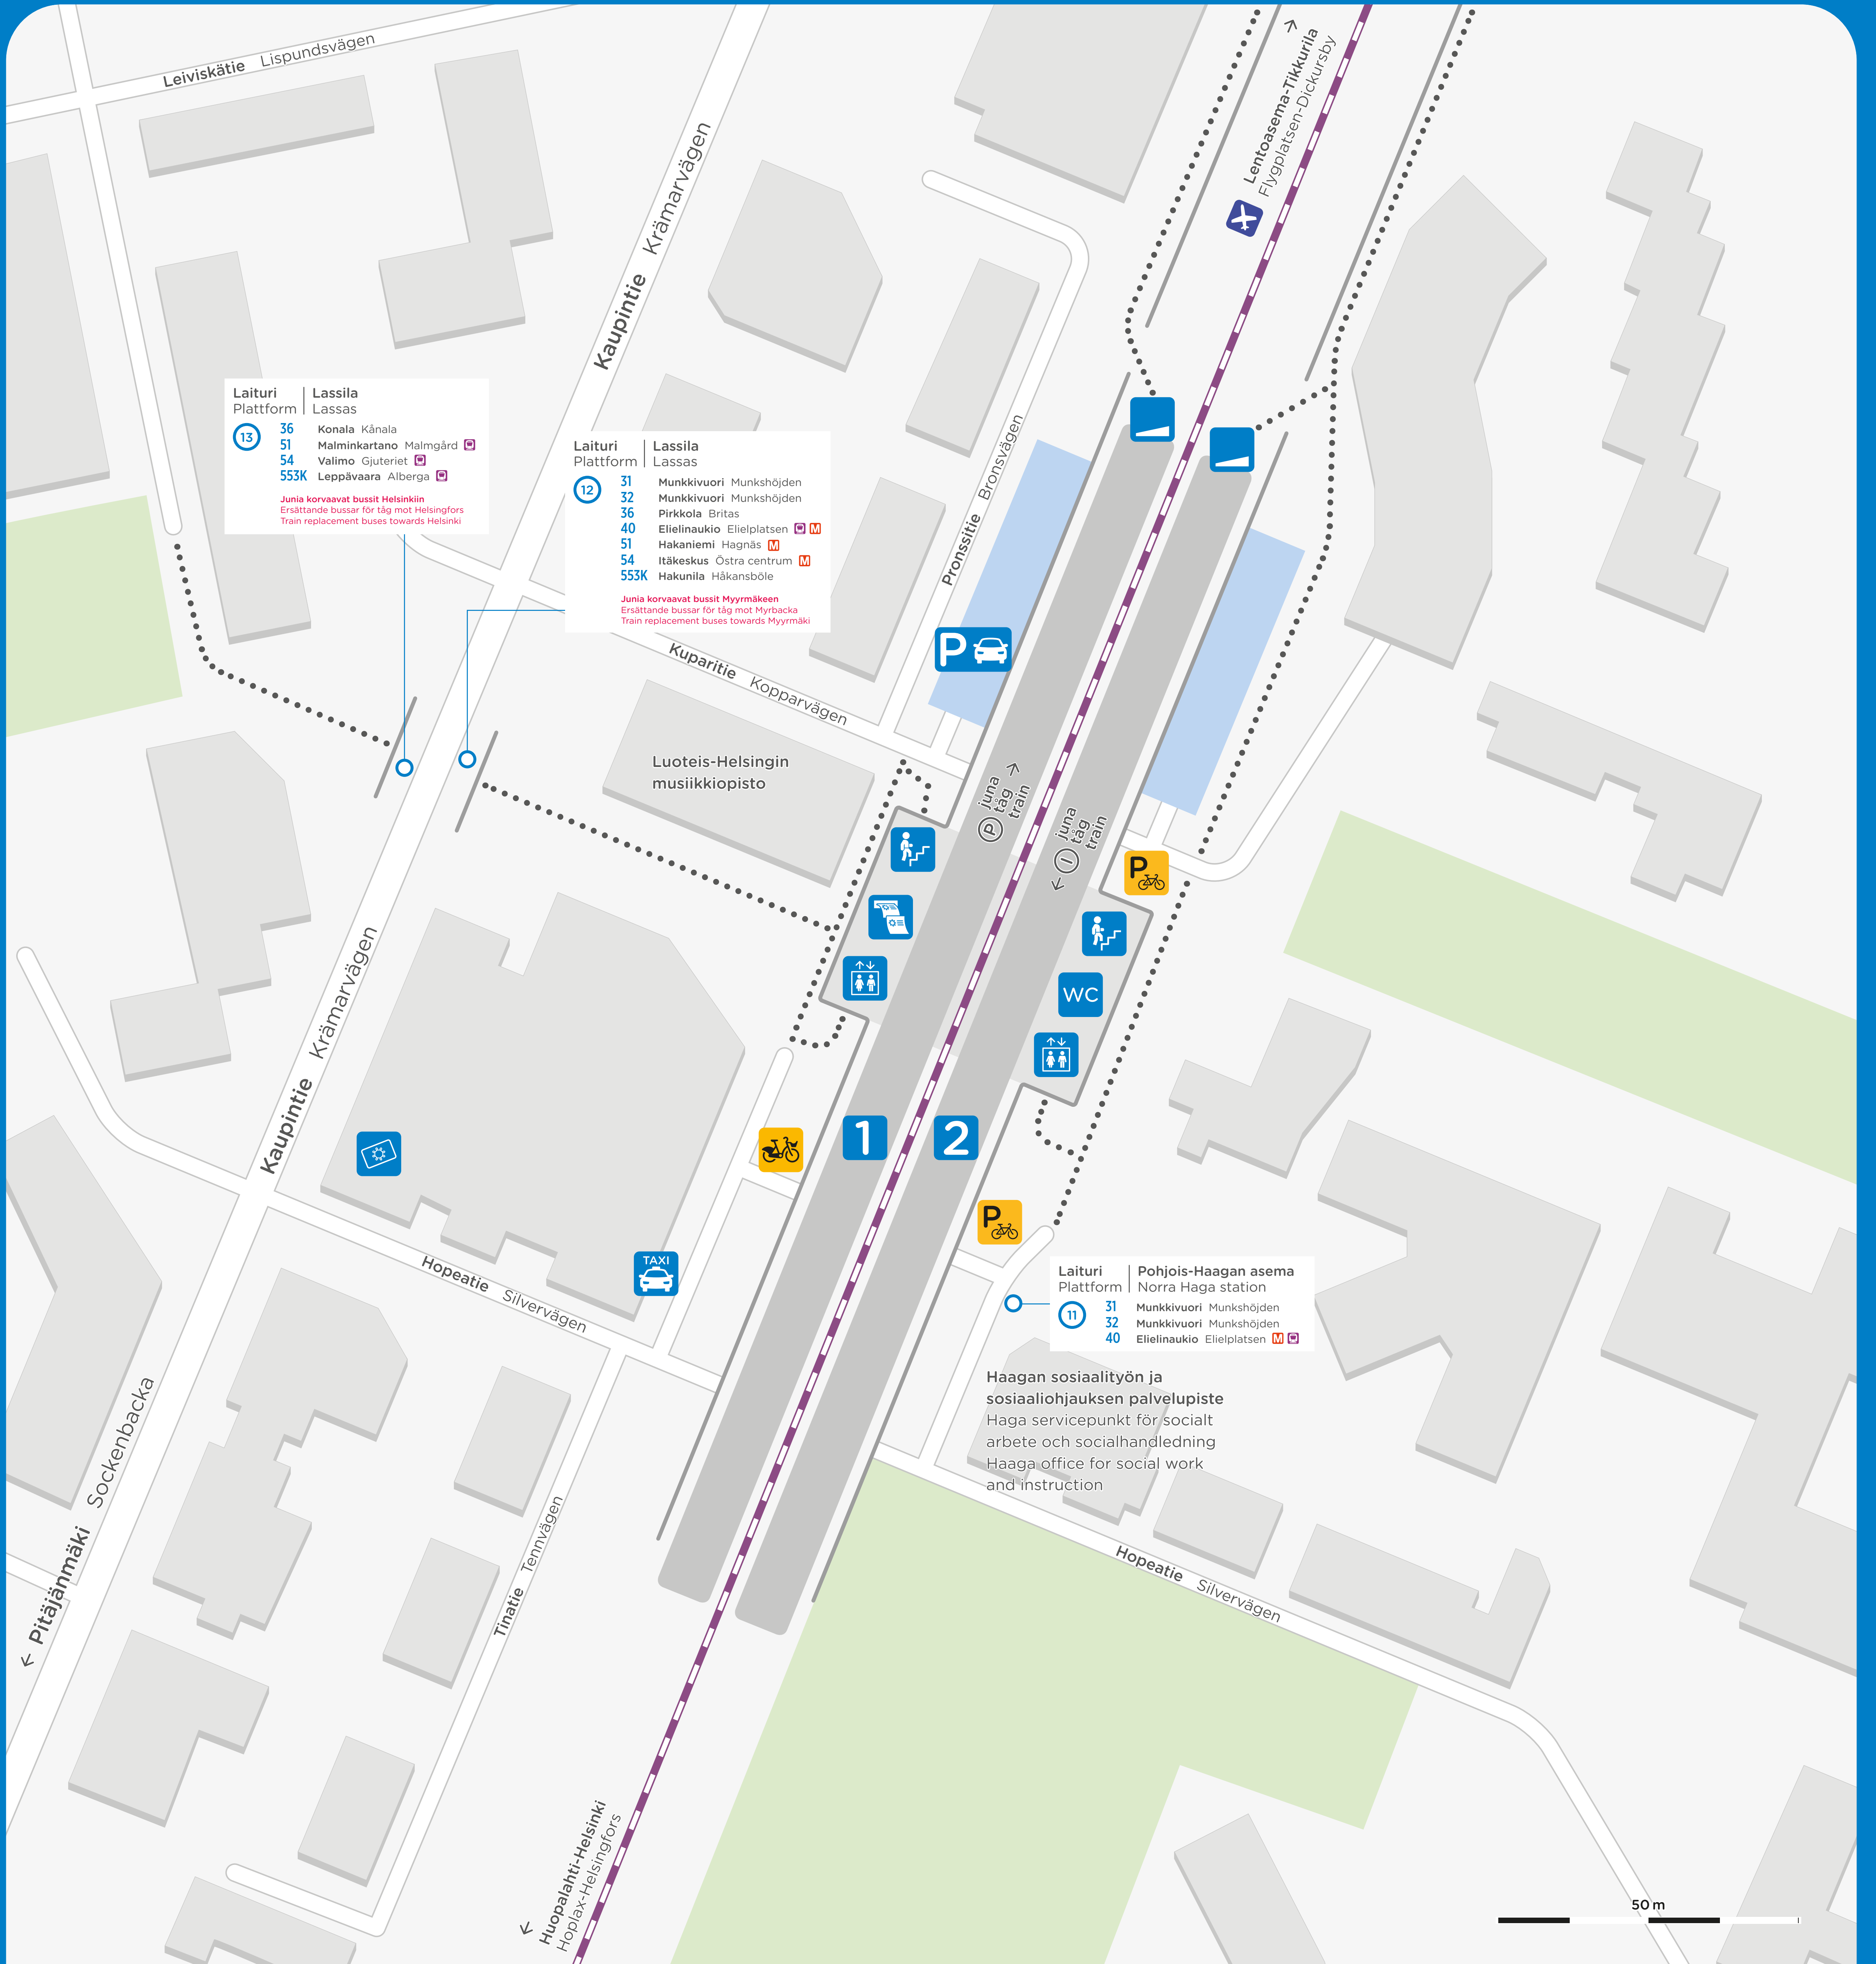 Leiviskätie Lispundsvägen
Kaupintie Krämarvägen
Lentoasema-Tikkurila
Flygplatsen-Dickursby
Laituri
Plattform
Lassila
Lassas
13
36 Konala Kånala
51 Malminkartano Malmgård
54 Valimo Gjuteriet
553K Leppävaara Alberga
Junia korvaavat bussit Helsinkiin
Ersättande bussar för tåg mot Helsingfors
Train replacement buses towards Helsinki
Laituri
Plattform
Lassila
Lassas
12
31 Munkkivuori Munkshöjden
32 Munkkivuori Munkshöjden
36 Pirkkola Britas
40 Elielinaukio Elielplatsen M
51 Hakaniemi Hagnäs M
54 Itäkeskus Östra centrum M
553K Hakunila Håkansböle
Junia korvaavat bussit Myyrmäkeen
Ersättande bussar för tåg mot Myrbacka
Train replacement buses towards Myyrmäki
Pronssitie Bronsvägen
P
Kuparitie Kopparvägen
Luoteis-Helsingin
musiikkiopisto
P juna
tåg
train
I juna
tåg
train
P
WC
Kaupintie Krämarvägen
1
2
P
TAXI
Hopeatie Silvervägen
Laituri
Plattform
Pohjois-Haagan asema
Norra Haga station
11
31 Munkkivuori Munkshöjden
32 Munkkivuori Munkshöjden
40 Elielinaukio Elielplatsen M
Haagan sosiaalityön ja
sosiaaliohjauksen palvelupiste
Haga servicepunkt för socialt
arbete och socialhandledning
Haaga office for social work
and instruction
Pitäjänmäki Sockenbacka
Tinatie Tennvägen
Hopeatie Silvervägen
Huopalahti-Helsinki
Hoplax-Helsingfors
50 m